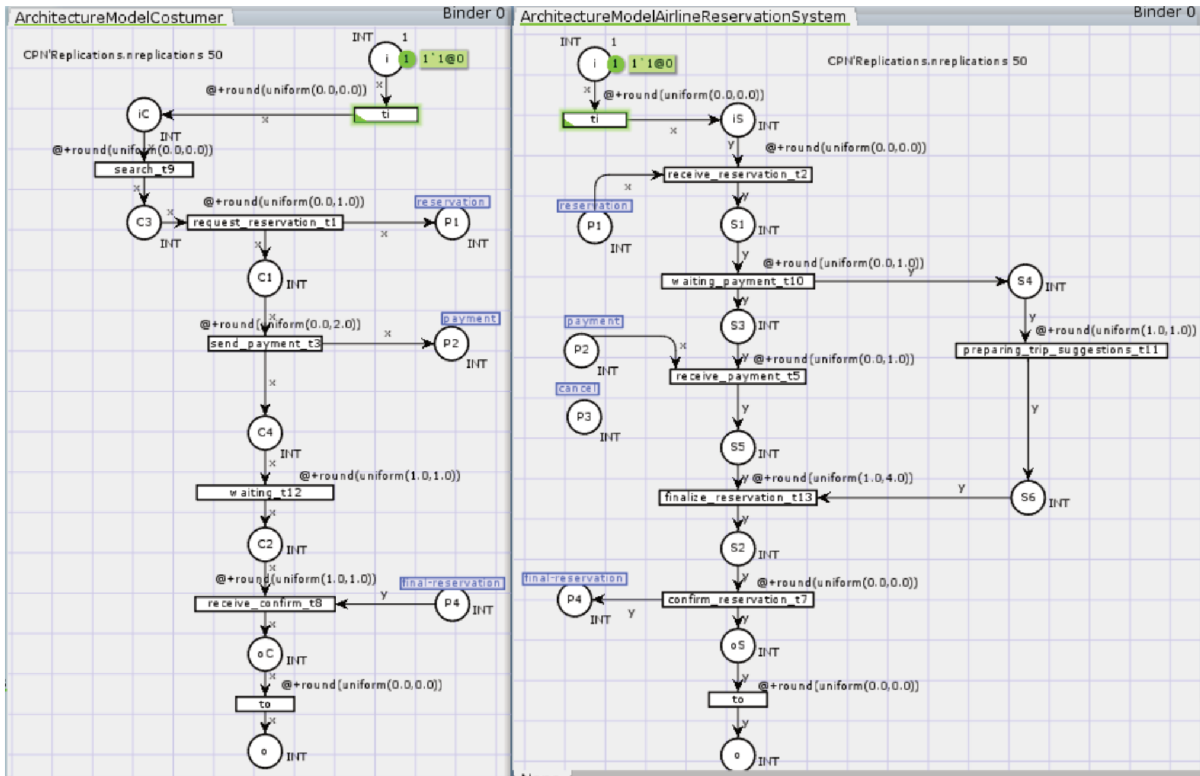 ArchitectureModelCostumer
Binder 0
CPN'Replications.nreplications 50
INT
1
i
1
1`1@0
x
@+round(uniform(0.0,0.0))
ti
x
iC
INT
@+round(uniform(0.0,0.0))
x
search_t9
x
@+round(uniform(0.0,1.0))
reservation
C3
x
request_reservation_t1
x
P1
INT
INT
x
C1
INT
@+round(uniform(0.0,2.0))
x
x
payment
send_payment_t3
P2
INT
x
C4
INT
x
@+round(uniform(1.0,1.0))
waiting_t12
x
C2
INT
x
@+round(uniform(1.0,1.0))
final-reservation
receive_confirm_t8
y
P4
INT
x
oC
INT
x
@+round(uniform(0.0,0.0))
to
x
o
INT
ArchitectureModelAirlineReservationSystem
Binder 0
INT
1
i
1
1`1@0
CPN'Replications.nreplications 50
x
@+round(uniform(0.0,0.0))
ti
x
iS
INT
y
@+round(uniform(0.0,0.0))
receive_reservation_t2
x
y
reservation
P1
INT
S1
INT
y
@+round(uniform(0.0,1.0))
y
waiting_payment_t10
S4
INT
y
payment
S3
INT
y
@+round(uniform(1.0,1.0))
preparing_trip_suggestions_t11
P2
INT
x
y
@+round(uniform(0.0,1.0))
receive_payment_t5
cancel
P3
INT
y
y
S5
INT
y
@+round(uniform(1.0,4.0))
finalize_reservation_t13
y
S6
INT
y
S2
INT
final-reservation
y
@+round(uniform(0.0,0.0))
P4
INT
y
confirm_reservation_t7
y
oS
INT
y
@+round(uniform(0.0,0.0))
to
y
o
INT